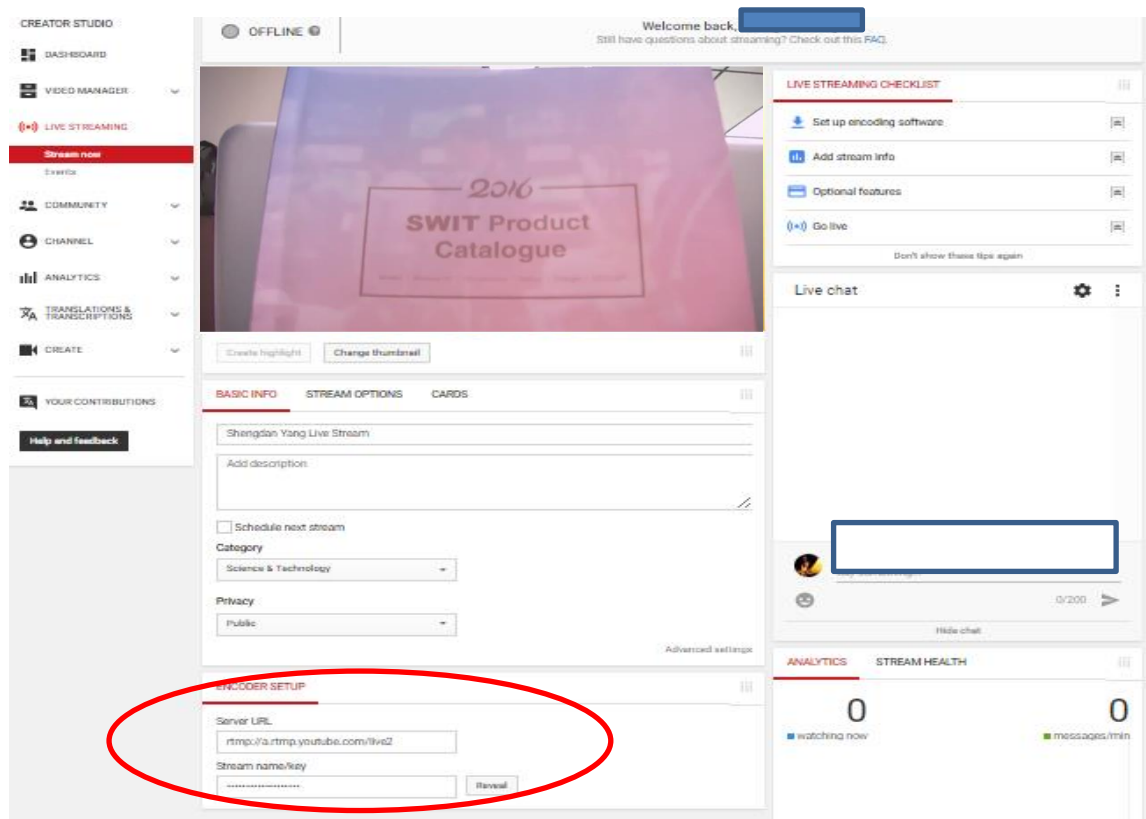 CREATOR STUDIO
DASHBOARD
VIDEO MANAGER
LIVE STREAMING
Stream now
Events
COMMUNITY
CHANNEL
ANALYTICS
TRANSLATIONS &
TRANSCRIPTIONS
CREATE
YOUR CONTRIBUTIONS
Help and feedback
OFFLINE
Welcome back,
Still have questions about streaming? Check out this FAQ.
2016
SWIT Product
Catalogue
Create highlight
Change thumbnail
BASIC INFO
STREAM OPTIONS
CARDS
Shengdan Yang Live Stream
Add description
Schedule next stream
Category
Science & Technology
Privacy
Public
Advanced settings
ENCODER SETUP
Server URL
rtmp://a.rtmp.youtube.com/live2
Stream name/key
Reveal
LIVE STREAMING CHECKLIST
Set up encoding software
Add stream info
Optional features
Go live
Don't show these tips again
Live chat
0/200
Hide chat
ANALYTICS
STREAM HEALTH
0
watching now
0
messages/min